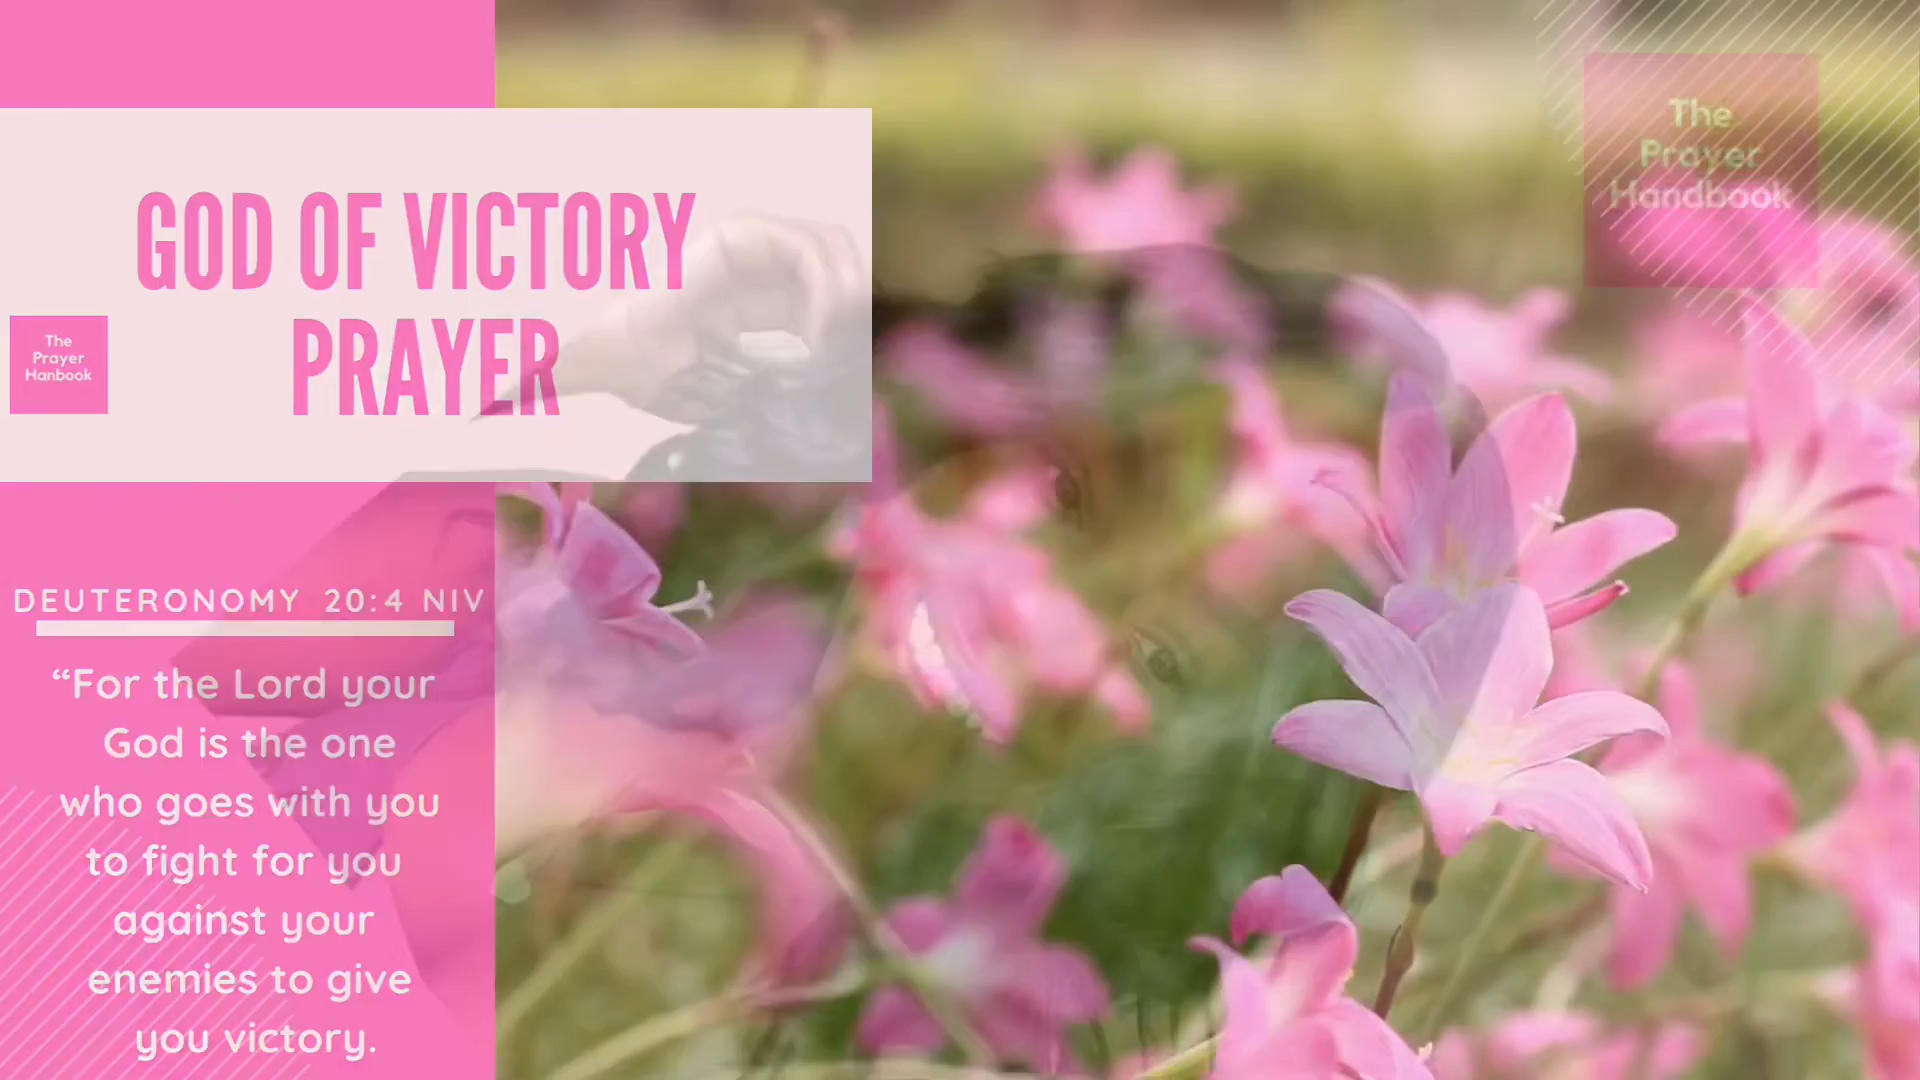 The
Prayer
Handbook
GOD OF VICTORY
PRAYER
The
Prayer
Hanbook
DEUTERONOMY 20:4 NIV
“For the Lord your
God is the one
who goes with you
to fight for you
against your
enemies to give
you victory.